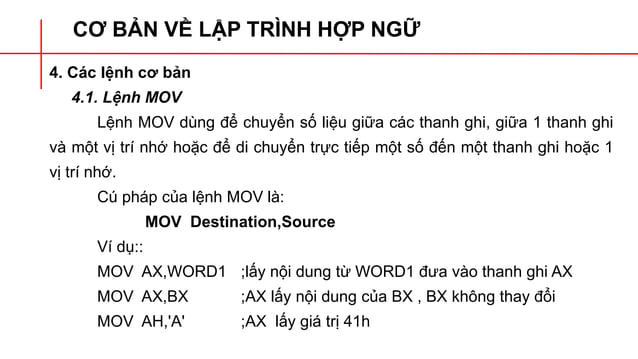 CƠ BẢN VỀ LẬP TRÌNH HỢP NGỮ
4. Các lệnh cơ bản
4.1. Lệnh MOV
Lệnh MOV dùng để chuyển số liệu giữa các thanh ghi, giữa 1 thanh ghi
và một vị trí nhớ hoặc để di chuyển trực tiếp một số đến một thanh ghi hoặc 1
vị trí nhớ.
Cú pháp của lệnh MOV là:
MOV Destination,Source
Ví dụ::
MOV AX,WORD1 ;lấy nội dung từ WORD1 đưa vào thanh ghi AX
MOV AX,BX ;AX lấy nội dung của BX , BX không thay đổi
MOV AH,'A' ;AX lấy giá trị 41h